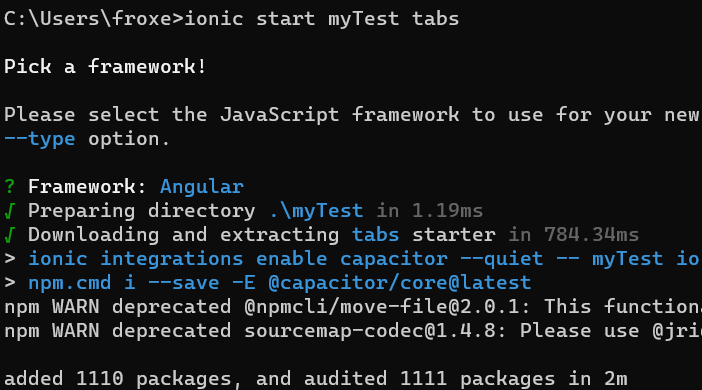 C:\Users\froxe>ionic start myTest tabs
Pick a framework!
Please select the JavaScript framework to use for your new
--type option.
? Framework: Angular
√ Preparing directory .\myTest in 1.19ms
√ Downloading and extracting tabs starter in 784.34ms
> ionic integrations enable capacitor --quiet -- myTest io
> npm.cmd i --save -E @capacitor/core@latest
npm WARN deprecated @npmcli/move-file@2.0.1: This functiona
npm WARN deprecated sourcemap-codec@1.4.8: Please use @jri
added 1110 packages, and audited 1111 packages in 2m